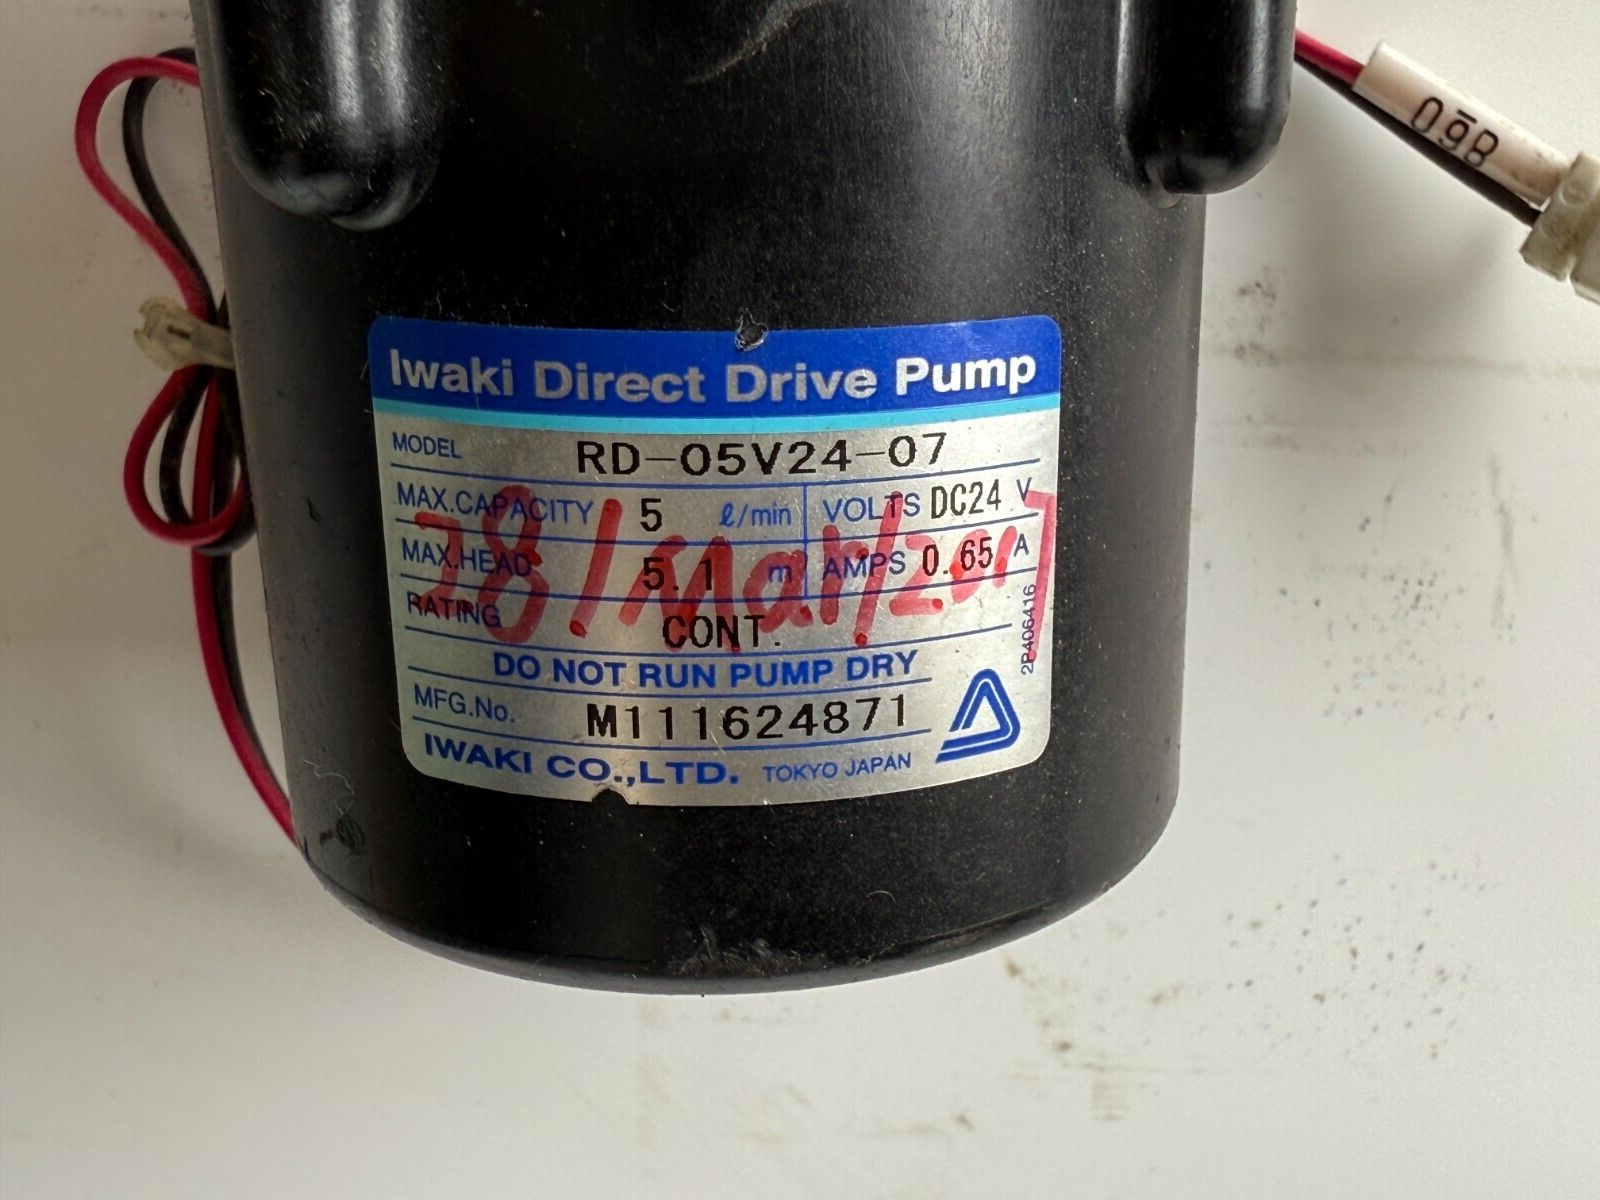 09B
Iwaki Direct Drive Pump
MODEL RD-05V24-07
MAX.CAPACITY 5 ℓ/min VOLTS DC24 V
MAX.HEAD 5.1 m AMPS 0.65 A
28/Mar/2017
RATING CONT.
2P406416
DO NOT RUN PUMP DRY
MFG.No. M111624871
IWAKI CO.,LTD. TOKYO JAPAN